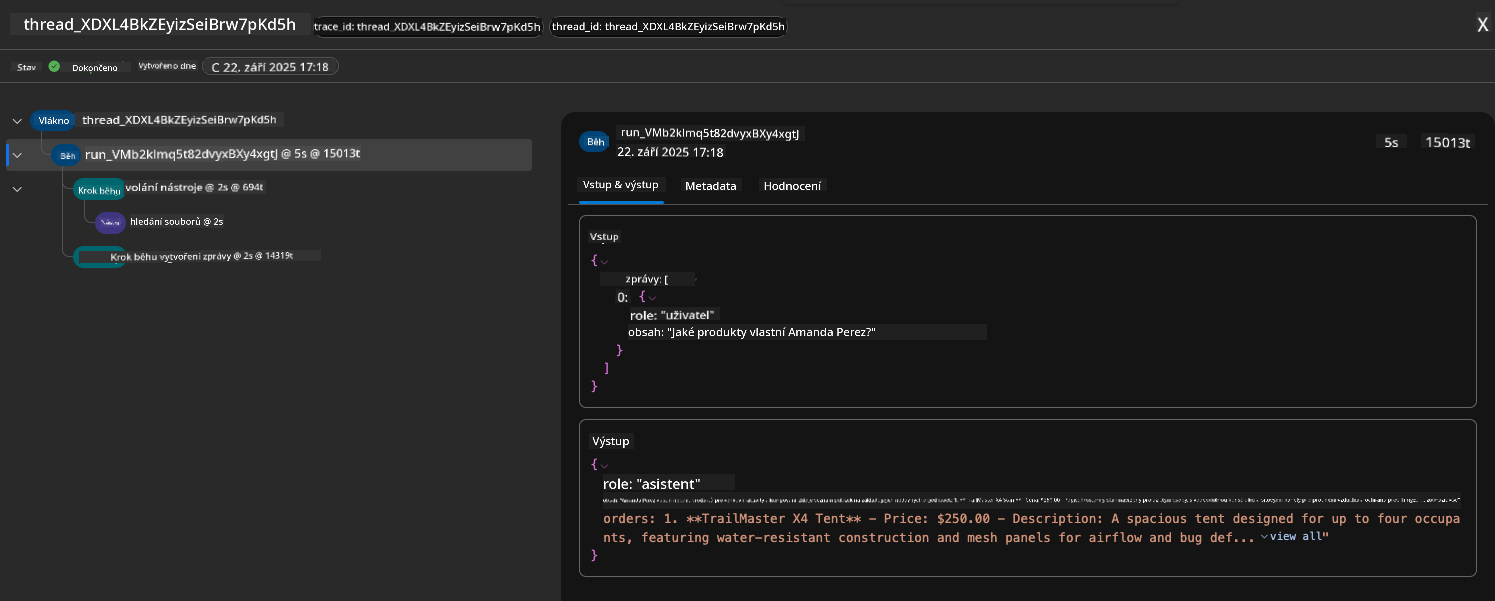 thread_XDXL4BkZEyizSeiBrw7pKd5h
trace_id: thread_XDXL4BkZEyizSeiBrw7pKd5h
thread_id: thread_XDXL4BkZEyizSeiBrw7pKd5h
X
Stav
Dokončeno
Vytvořeno dne
C 22. září 2025 17:18
Vlákno thread_XDXL4BkZEyizSeiBrw7pKd5h
Běh run_VMb2klmq5t82dvyxBXy4xgtJ @ 5s @ 15013t
Krok běhu volání nástroje @ 2s @ 694t
hledání souborů @ 2s
Krok běhu vytvoření zprávy @ 2s @ 14319t
Běh run_VMb2klmq5t82dvyxBXy4xgtJ
22. září 2025 17:18
5s
15013t
Vstup & výstup
Metadata
Hodnocení
Vstup
{
zprávy: [
0: {
role: "uživatel"
obsah: "Jaké produkty vlastní Amanda Perez?"
}
]
}
Výstup
{
role: "asistent"
orders: 1. **TrailMaster X4 Tent** – Price: $250.00 – Description: A spacious tent designed for up to four occupa
nts, featuring water-resistant construction and mesh panels for airflow and bug def... view all"
}